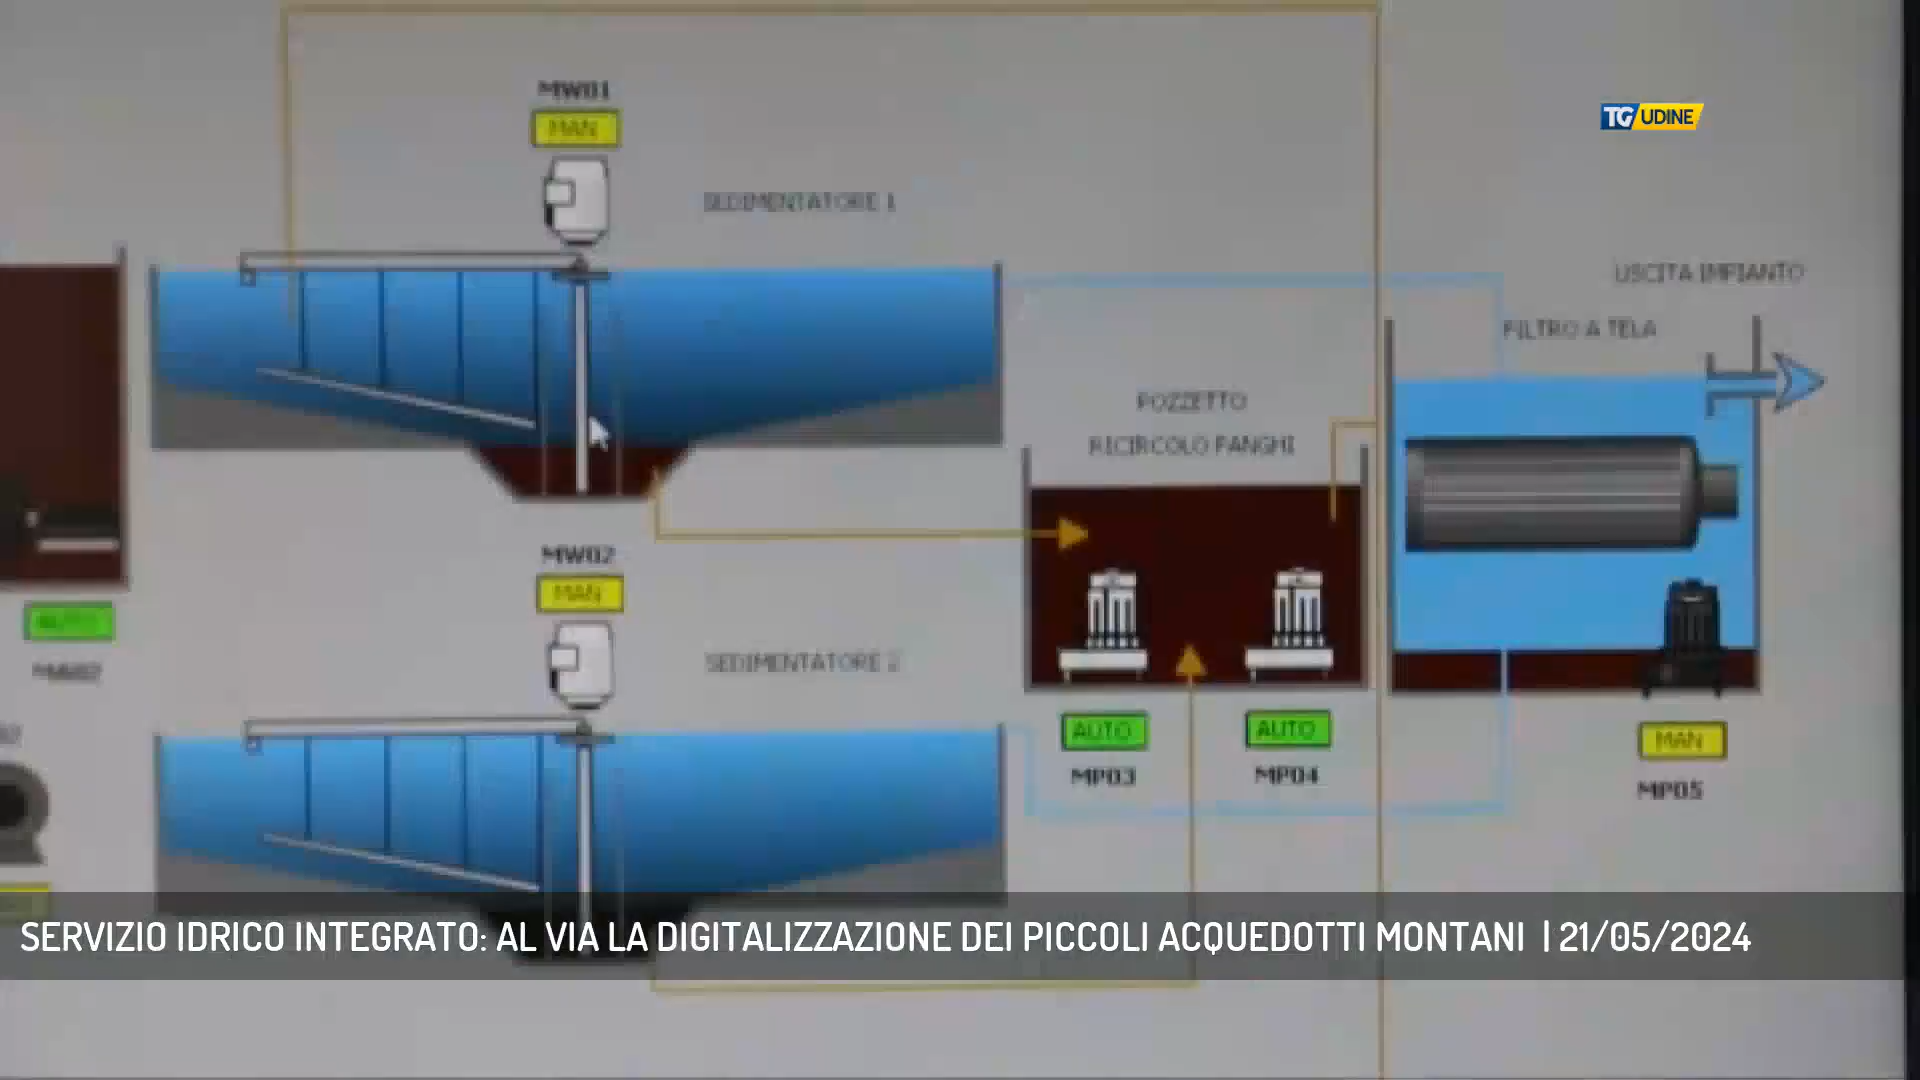 MW01
MAN
TG UDINE
SEDIMENTATORE 1
USCITA IMPIANTO
FILTRO A TELA
POZZETTO
RICIRCOLO FANGHI
MW02
MAN
AUTO
SEDIMENTATORE 2
AUTO
AUTO
MAN
MP03
MP04
MP05
SERVIZIO IDRICO INTEGRATO: AL VIA LA DIGITALIZZAZIONE DEI PICCOLI ACQUEDOTTI MONTANI | 21/05/2024